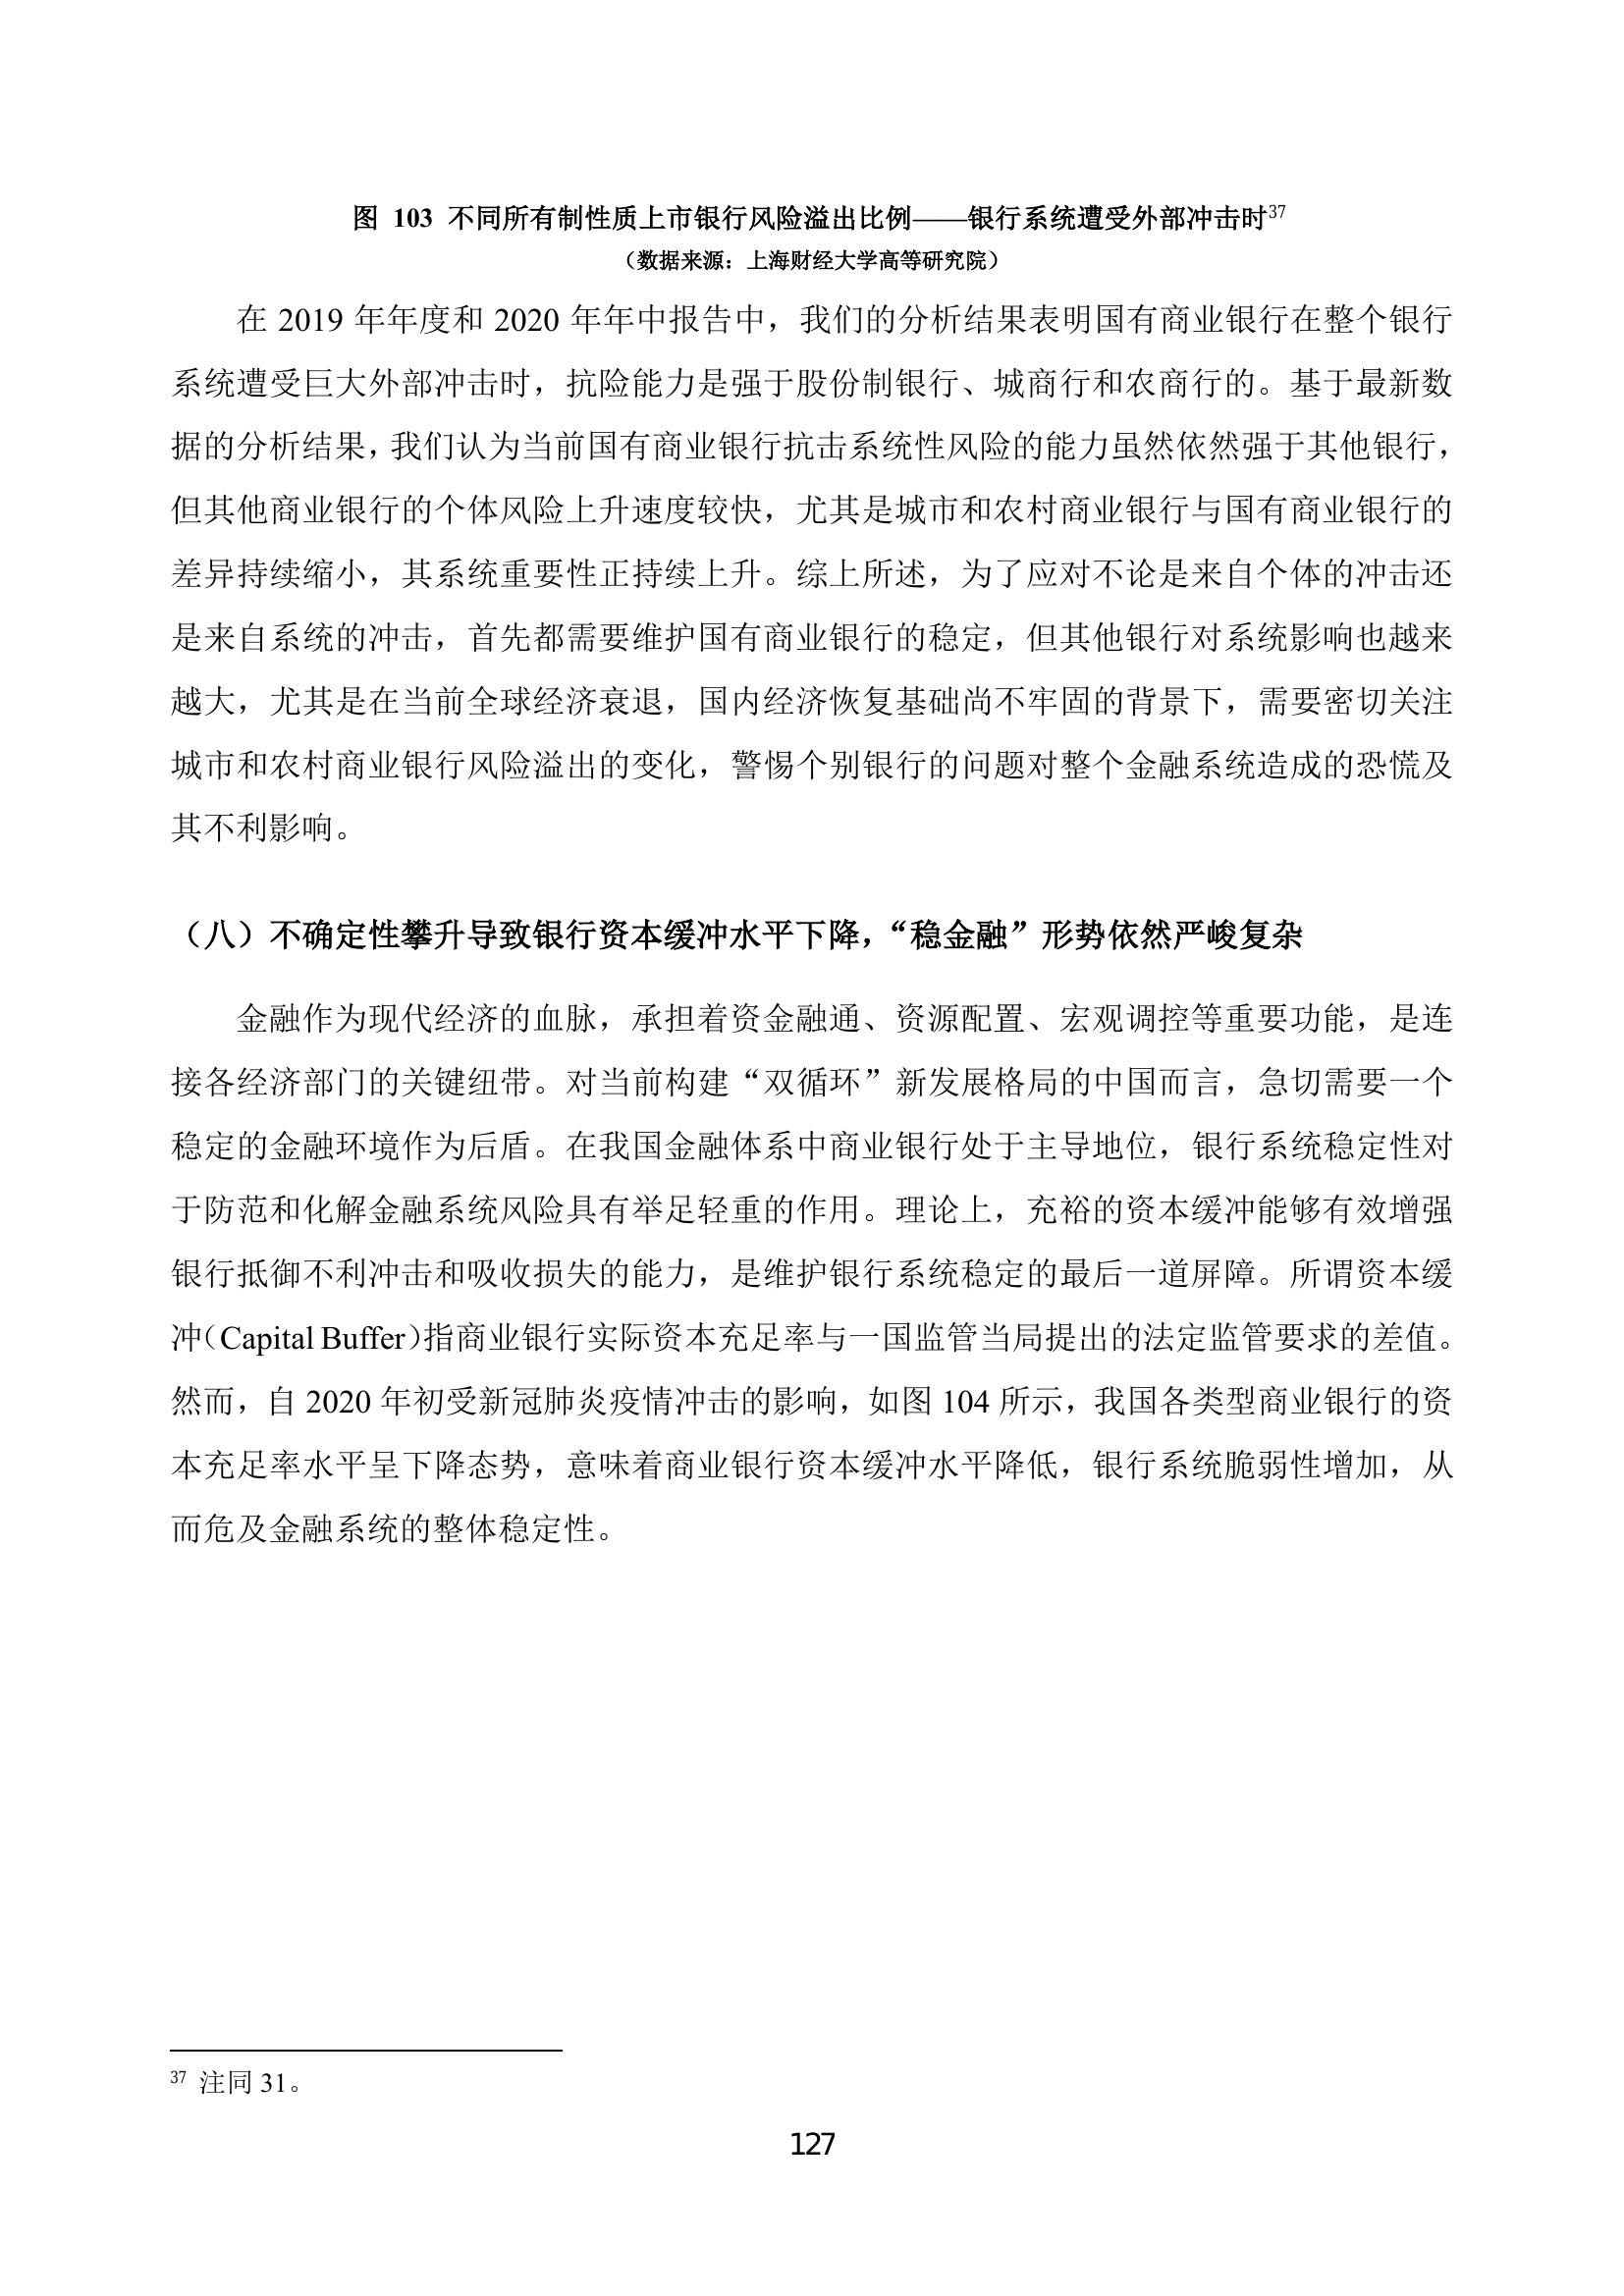 图 103 不同所有制性质上市银行风险溢出比例——银行系统遭受外部冲击时37
（数据来源：上海财经大学高等研究院）
在 2019 年年度和 2020 年年中报告中，我们的分析结果表明国有商业银行在整个银行
系统遭受巨大外部冲击时，抗险能力是强于股份制银行、城商行和农商行的。基于最新数
据的分析结果，我们认为当前国有商业银行抗击系统性风险的能力虽然依然强于其他银行，
但其他商业银行的个体风险上升速度较快，尤其是城市和农村商业银行与国有商业银行的
差异持续缩小，其系统重要性正持续上升。综上所述，为了应对不论是来自个体的冲击还
是来自系统的冲击，首先都需要维护国有商业银行的稳定，但其他银行对系统影响也越来
越大，尤其是在当前全球经济衰退，国内经济恢复基础尚不牢固的背景下，需要密切关注
城市和农村商业银行风险溢出的变化，警惕个别银行的问题对整个金融系统造成的恐慌及
其不利影响。
（八）不确定性攀升导致银行资本缓冲水平下降，“稳金融”形势依然严峻复杂
金融作为现代经济的血脉，承担着资金融通、资源配置、宏观调控等重要功能，是连
接各经济部门的关键纽带。对当前构建“双循环”新发展格局的中国而言，急切需要一个
稳定的金融环境作为后盾。在我国金融体系中商业银行处于主导地位，银行系统稳定性对
于防范和化解金融系统风险具有举足轻重的作用。理论上，充裕的资本缓冲能够有效增强
银行抵御不利冲击和吸收损失的能力，是维护银行系统稳定的最后一道屏障。所谓资本缓
冲（Capital Buffer）指商业银行实际资本充足率与一国监管当局提出的法定监管要求的差值。
然而，自 2020 年初受新冠肺炎疫情冲击的影响，如图 104 所示，我国各类型商业银行的资
本充足率水平呈下降态势，意味着商业银行资本缓冲水平降低，银行系统脆弱性增加，从
而危及金融系统的整体稳定性。
37 注同 31。
127